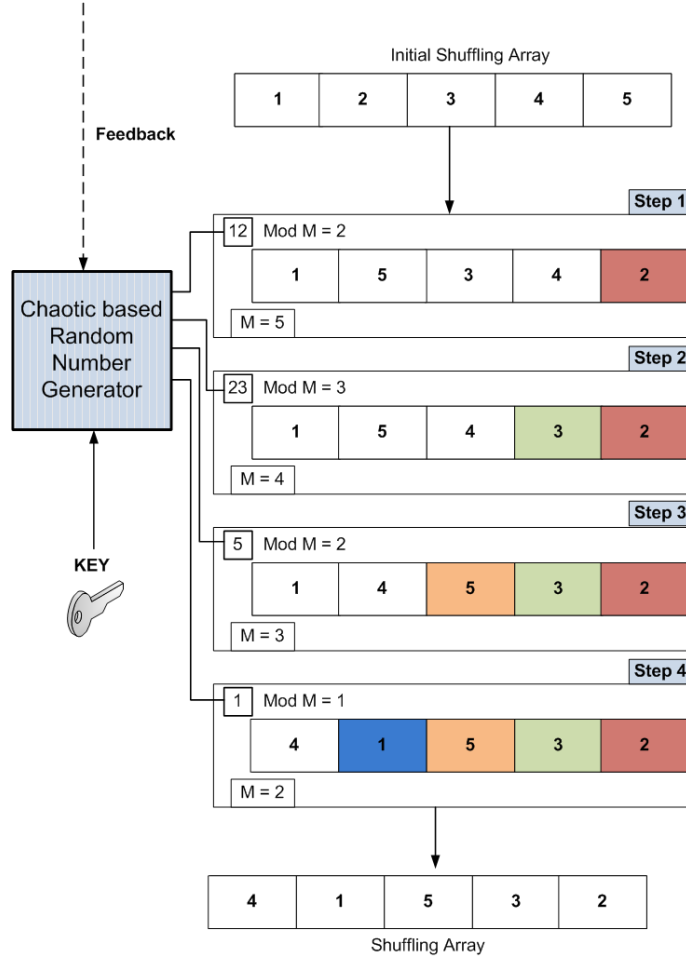 Initial Shuffling Array
1 2 3 4 5
Feedback
Step 1
12 Mod M = 2
1 5 3 4 2
M = 5
Chaotic based
Random
Number
Generator
Step 2
23 Mod M = 3
1 5 4 3 2
M = 4
Step 3
5 Mod M = 2
1 4 5 3 2
M = 3
KEY
Step 4
1 Mod M = 1
4 1 5 3 2
M = 2
4 1 5 3 2
Shuffling Array